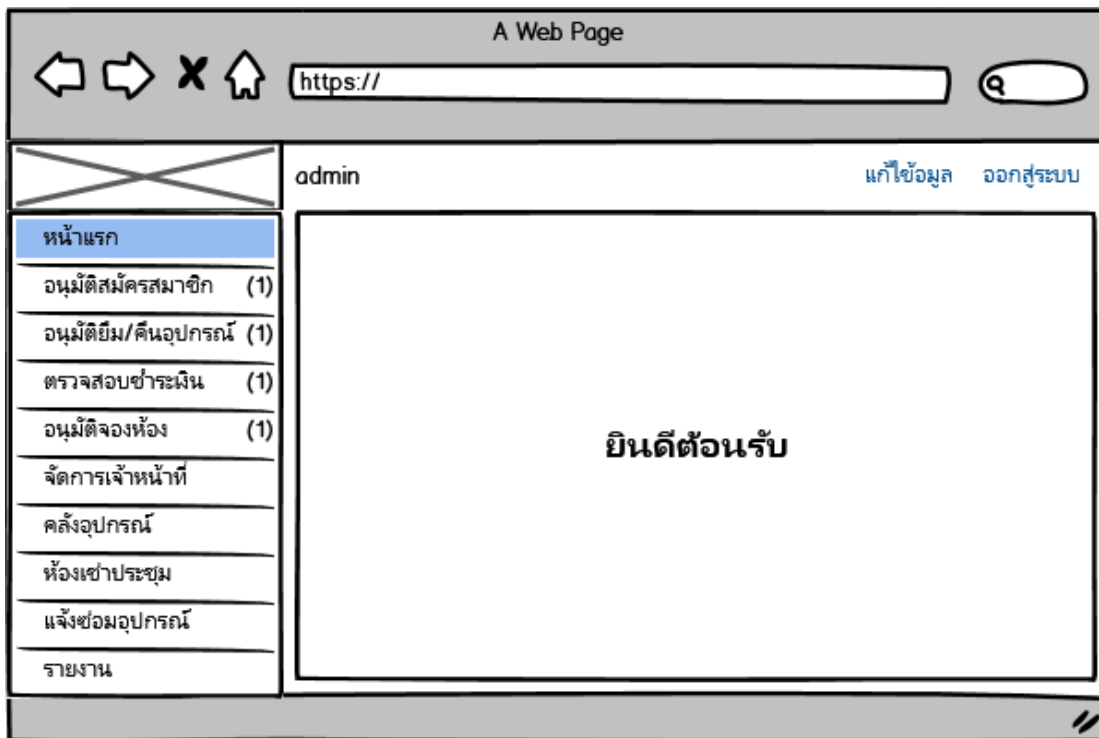 A Web Page
https://
admin
แก้ไข้อมูล
ออกสู่ระบบ
หน้าแรก
อนุมัติสมัครสมาชิก (1)
อนุมัติยืม/คืนอุปกรณ์ (1)
ตรวจสอบชำระเงิน (1)
อนุมัติจองห้อง (1)
จัดการเจ้าหน้าที่
คลังอุปกรณ์
ห้องเช่าประชุม
แจ้งซ่อมอุปกรณ์
รายงาน
ยินดีต้อนรับ